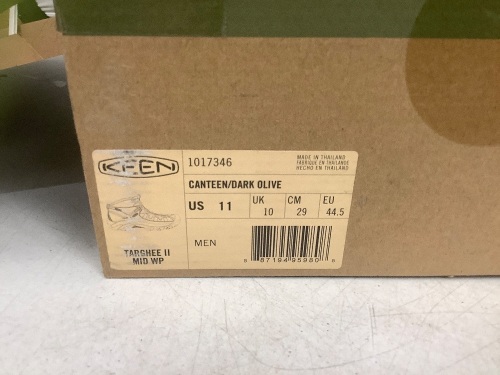 KEEN
1017346
MADE IN THAILAND
FABRIQUÉ EN THAÏLANDE
HECHO EN THAILAND
CANTEEN/DARK OLIVE
US 11
UK 10
CM 29
EU 44.5
TARGHEE II
MID WP
MEN